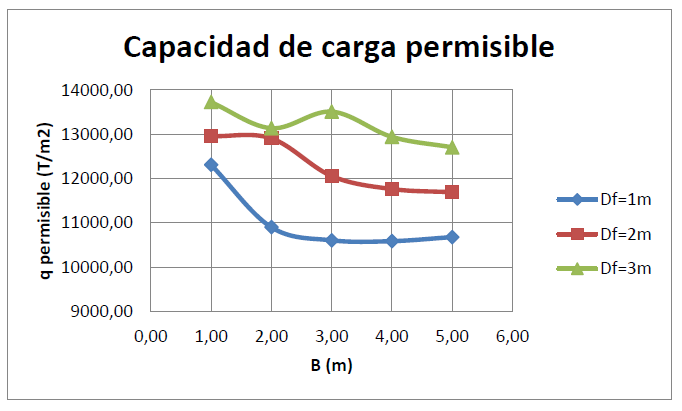 Capacidad de carga permisible
q permisible (T/m2)
14000,00
13000,00
12000,00
11000,00
10000,00
9000,00
0,00 1,00 2,00 3,00 4,00 5,00 6,00
B (m)
Df=1m
Df=2m
Df=3m